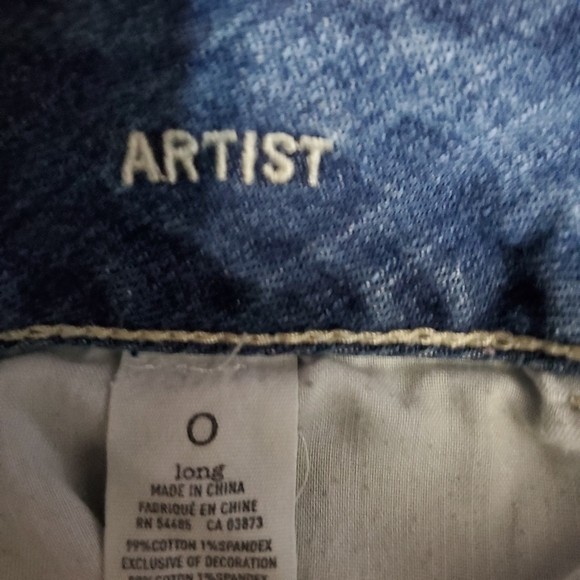 ARTIST
0
long
MADE IN CHINA
FABRIQUÉ EN CHINE
RN 54485 CA 03873
99%COTTON 1%SPANDEX
EXCLUSIVE OF DECORATION